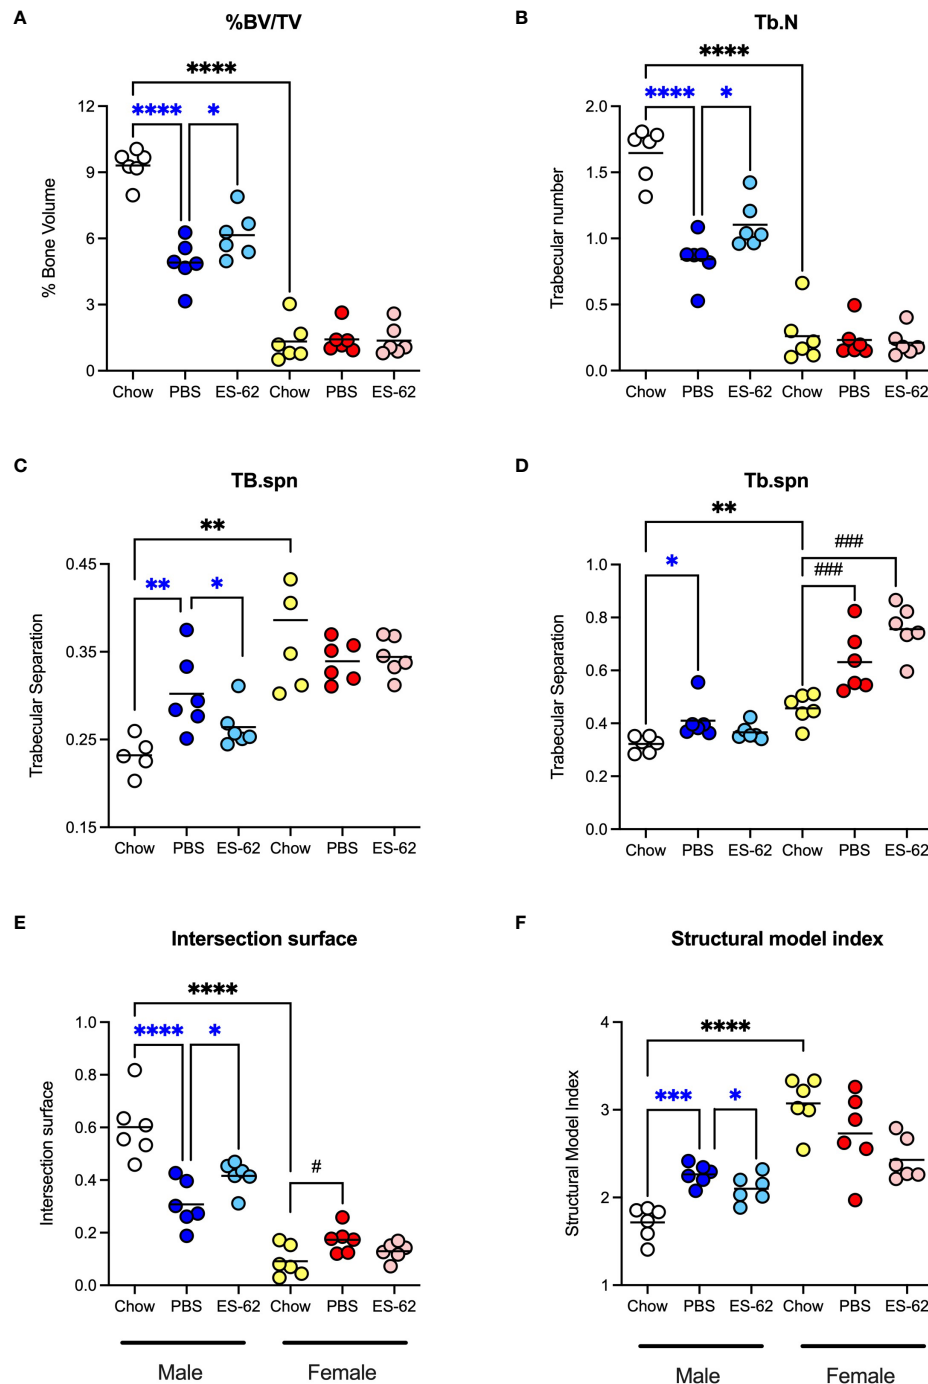 A
%BV/TV
****
**** *
% Bone Volume
12
9
6
3
0
Chow PBS ES-62 Chow PBS ES-62
B
Tb.N
****
**** *
Trabecular number
2.0
1.5
1.0
0.5
0.0
Chow PBS ES-62 Chow PBS ES-62
C
TB.spn
**
** *
Trabecular Separation
0.45
0.35
0.25
0.15
Chow PBS ES-62 Chow PBS ES-62
D
Tb.spn
**
###
*
###
Trabecular Separation
1.0
0.8
0.6
0.4
0.2
0.0
Chow PBS ES-62 Chow PBS ES-62
E
Intersection surface
****
**** *
#
Intersection surface
1.0
0.8
0.6
0.4
0.2
0.0
Chow PBS ES-62 Chow PBS ES-62
Male Female
F
Structural model index
****
*** *
Structural Model Index
4
3
2
1
Chow PBS ES-62 Chow PBS ES-62
Male Female